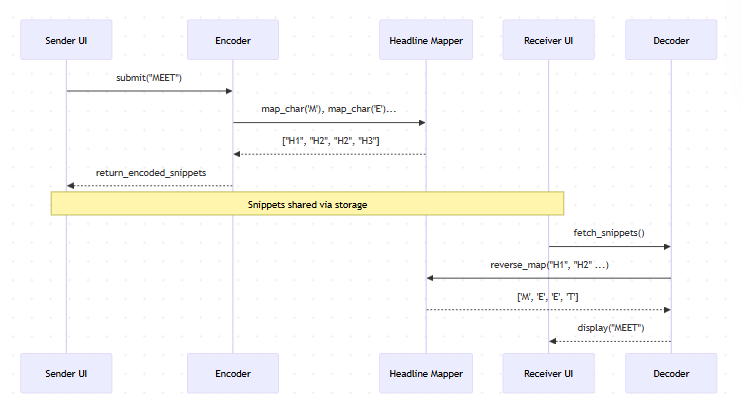 Sender UI
Encoder
Headline Mapper
Receiver UI
Decoder
submit("MEET")
map_char('M'), map_char('E')...
["H1", "H2", "H2", "H3"]
return_encoded_snippets
Snippets shared via storage
fetch_snippets()
reverse_map("H1", "H2" ...)
['M', 'E', 'E', 'T']
display("MEET")
Sender UI
Encoder
Headline Mapper
Receiver UI
Decoder